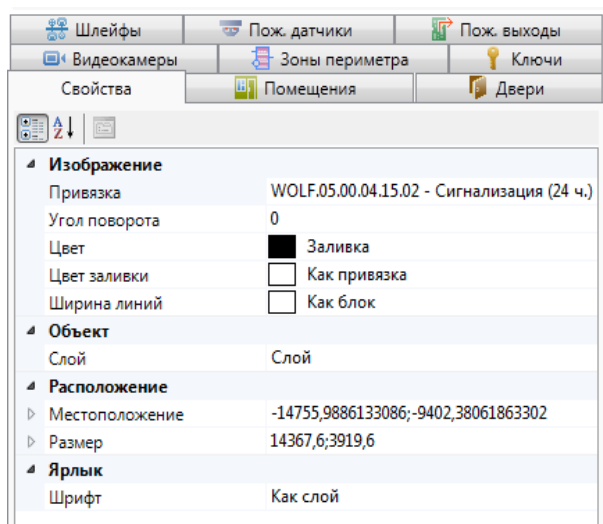 Шлейфы Пож. датчики Пож. выходы
Видеокамеры Зоны периметра Ключи
Свойства Помещения Двери
Изображение
Привязка WOLF.05.00.04.15.02 - Сигнализация (24 ч.)
Угол поворота 0
Цвет Заливка
Цвет заливки Как привязка
Ширина линий Как блок
Объект
Слой Слой
Расположение
Местоположение -14755,9886133086;-9402,38061863302
Размер 14367,6;3919,6
Ярлык
Шрифт Как слой